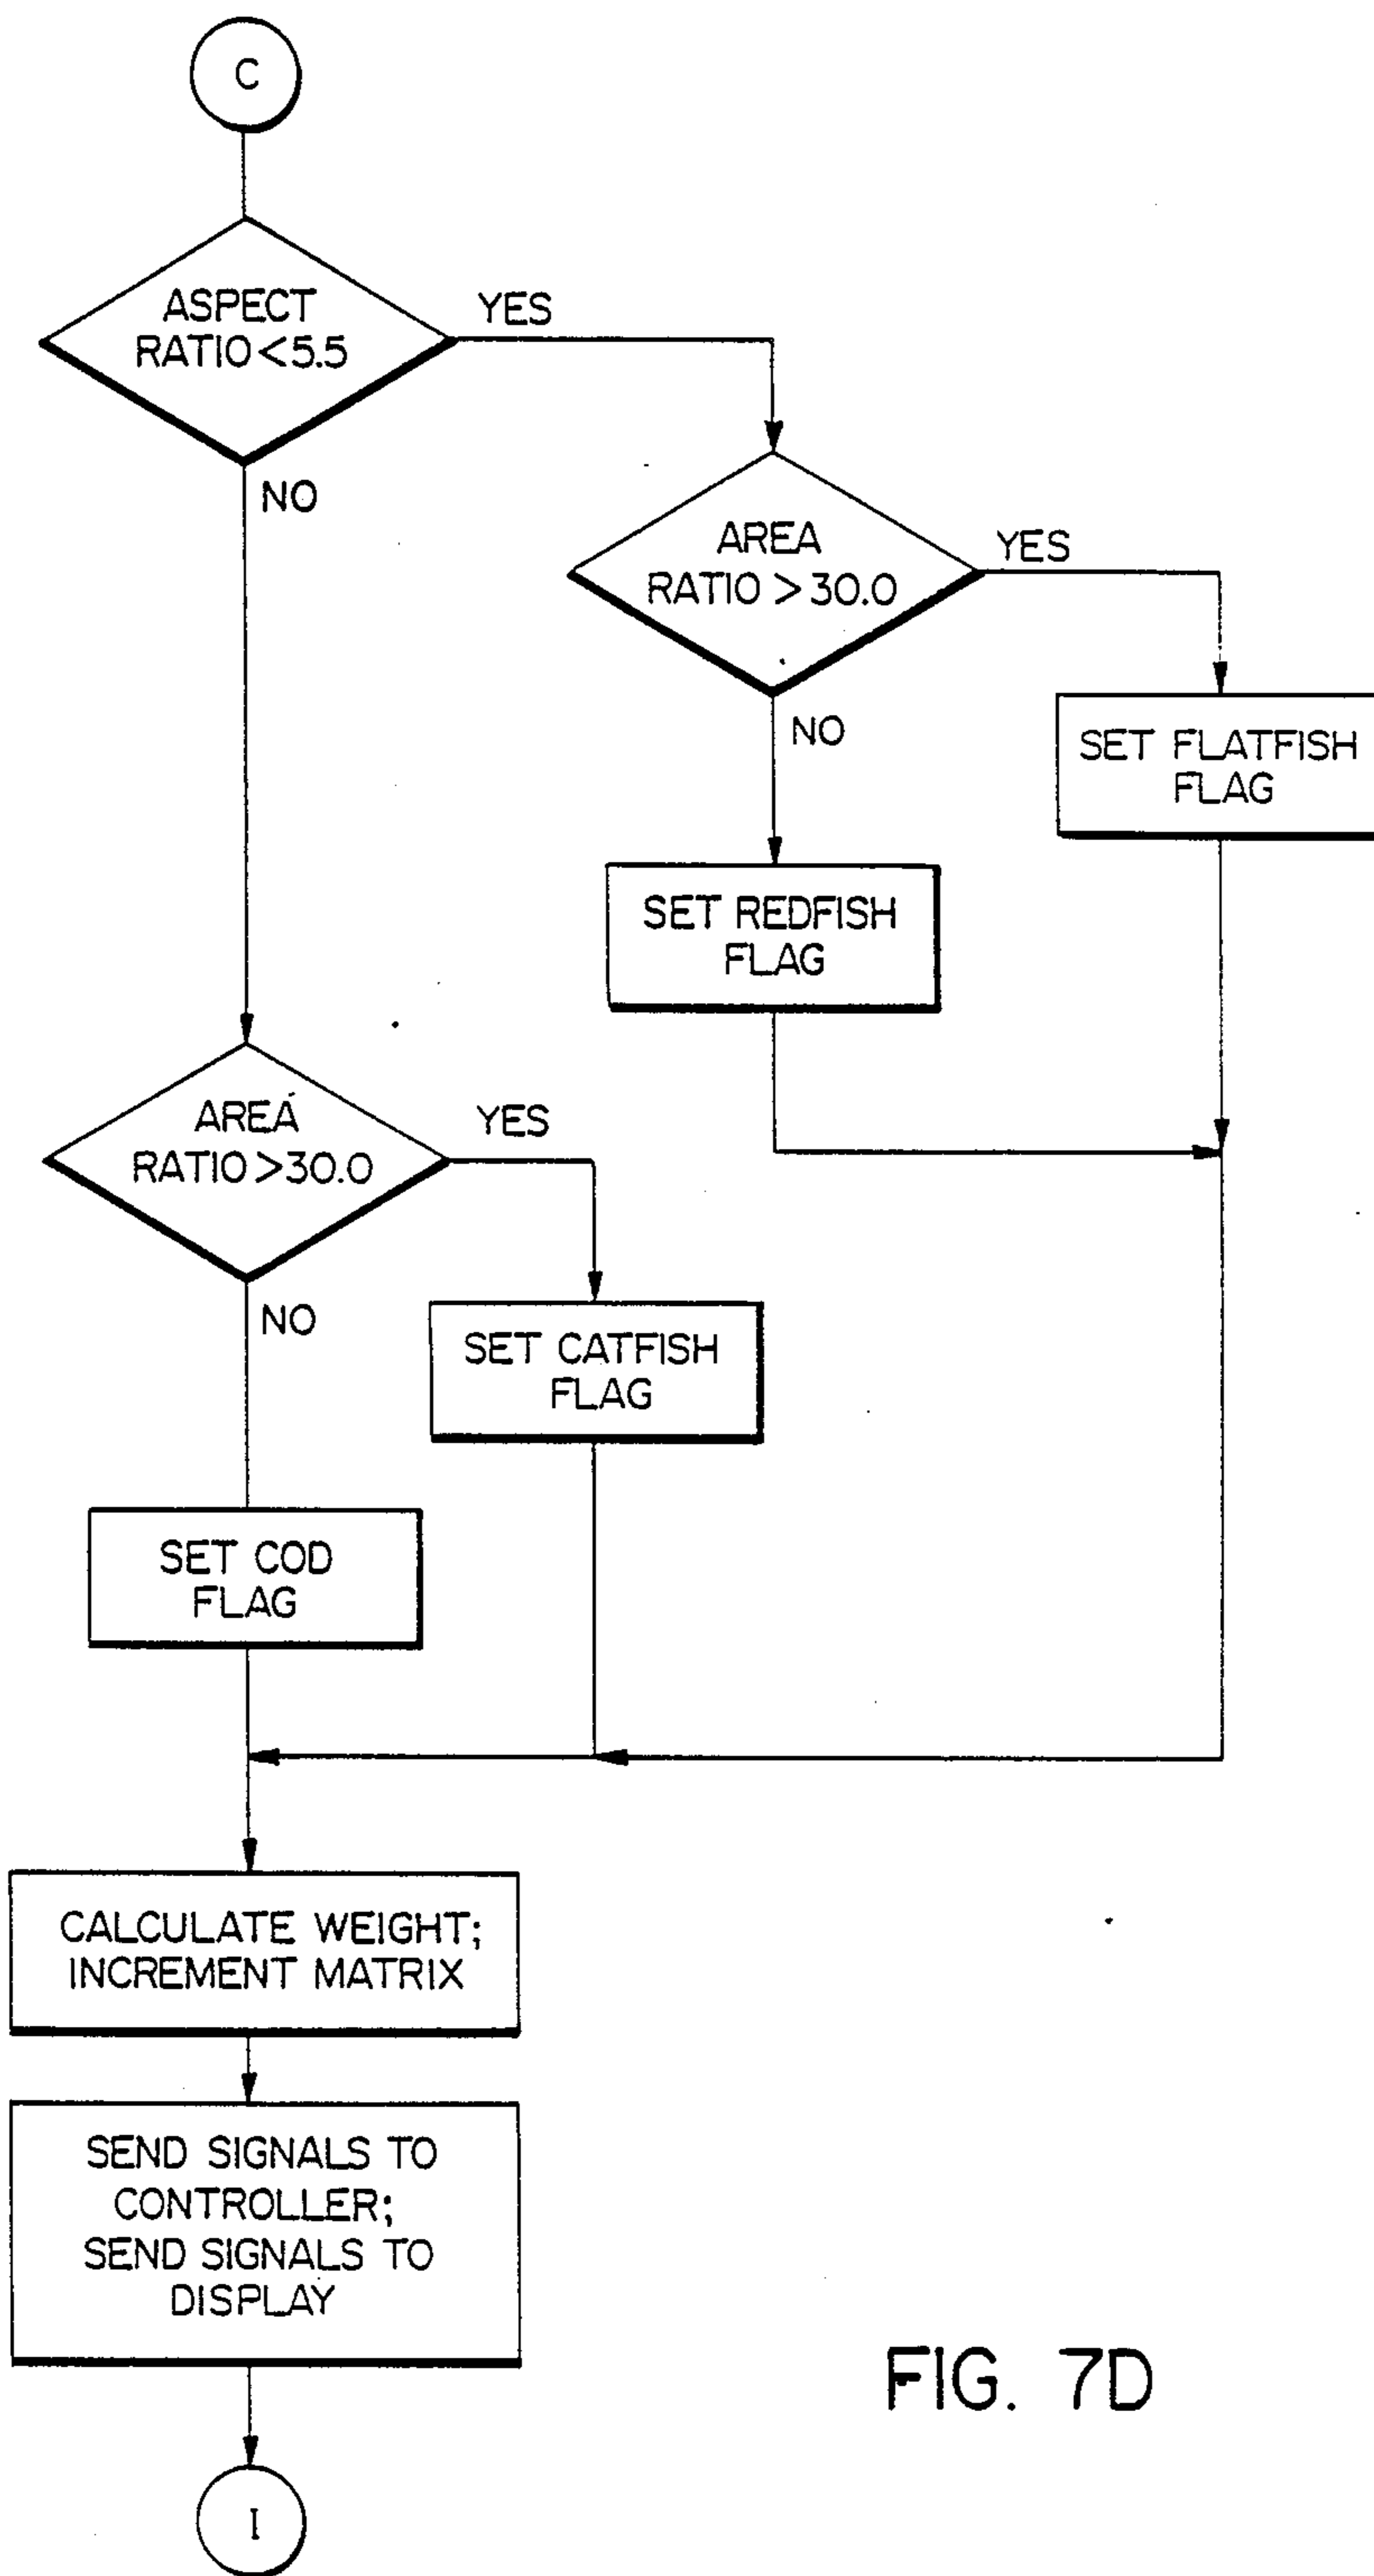 C
ASPECT
RATIO<5.5
YES
NO
AREA
RATIO >30.0
YES
NO
SET FLATFISH
FLAG
SET REDFISH
FLAG
AREA
RATIO >30.0
YES
NO
SET CATFISH
FLAG
SET COD
FLAG
CALCULATE WEIGHT;
INCREMENT MATRIX
SEND SIGNALS TO
CONTROLLER;
SEND SIGNALS TO
DISPLAY
I
FIG. 7D